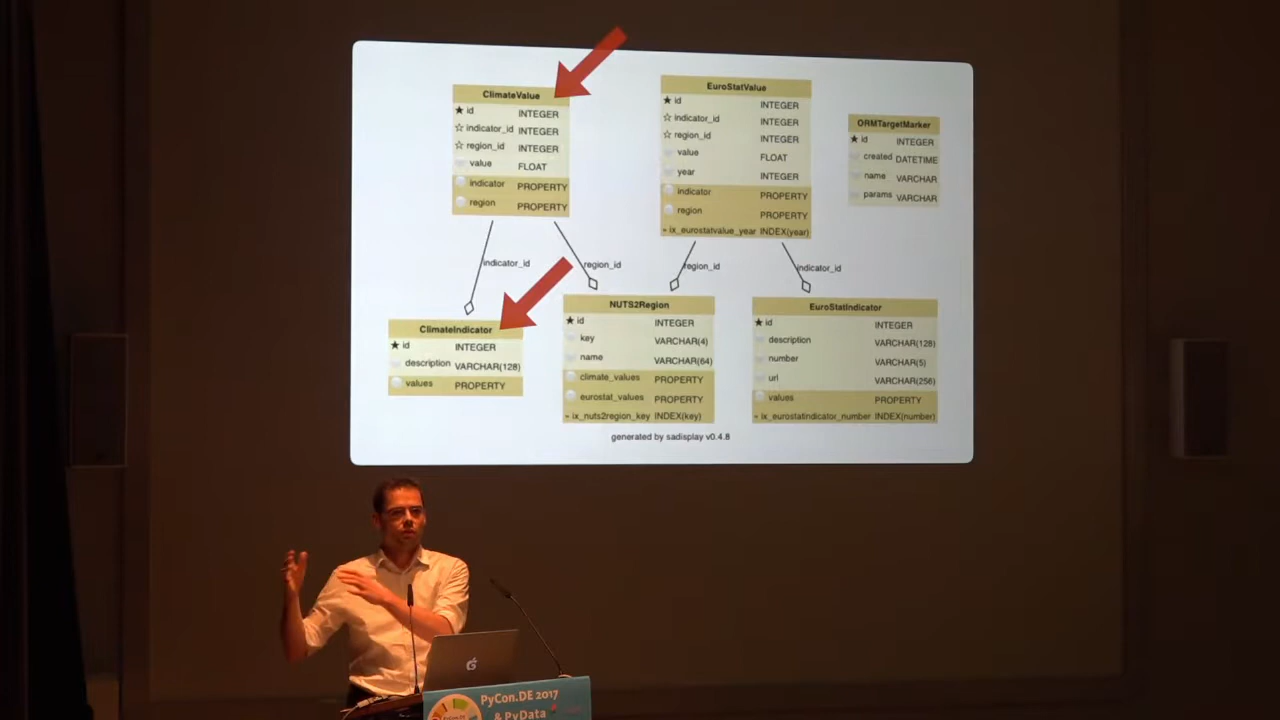 ClimateValue
id INTEGER
indicator_id INTEGER
region_id INTEGER
value FLOAT
indicator PROPERTY
region PROPERTY
EuroStatValue
id INTEGER
indicator_id INTEGER
region_id INTEGER
value FLOAT
year INTEGER
indicator PROPERTY
region PROPERTY
» ix_eurostatvalue_year INDEX(year)
ORMTargetMarker
id INTEGER
created DATETIME
name VARCHAR
params VARCHAR
indicator_id
region_id
region_id
indicator_id
ClimateIndicator
id INTEGER
description VARCHAR(128)
values PROPERTY
NUTS2Region
id INTEGER
key VARCHAR(4)
name VARCHAR(64)
climate_values PROPERTY
eurostat_values PROPERTY
» ix_nuts2region_key INDEX(key)
EuroStatIndicator
id INTEGER
description VARCHAR(128)
number VARCHAR(5)
url VARCHAR(256)
values PROPERTY
» ix_eurostatindicator_number INDEX(number)
generated by sadisplay v0.4.8
PyCon.DE 2017
& PyData